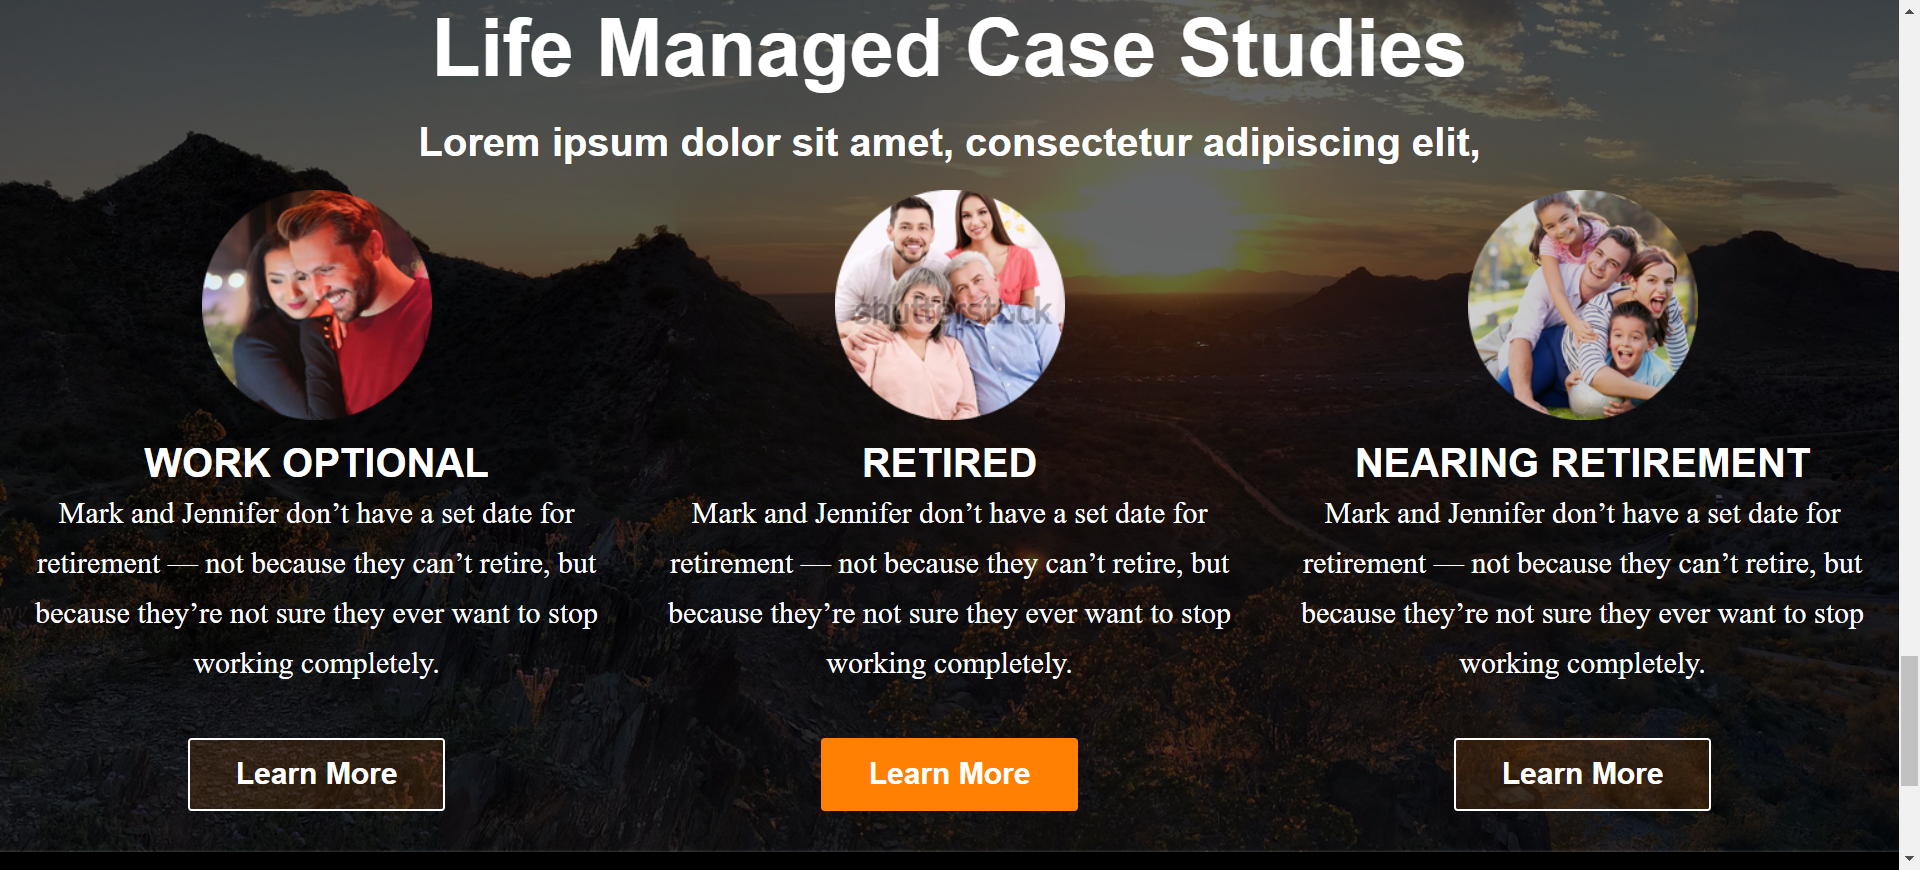 Life Managed Case Studies
Lorem ipsum dolor sit amet, consectetur adipiscing elit,
shutterstock
WORK OPTIONAL
Mark and Jennifer don’t have a set date for
retirement — not because they can’t retire, but
because they’re not sure they ever want to stop
working completely.
Learn More
RETIRED
Mark and Jennifer don’t have a set date for
retirement — not because they can’t retire, but
because they’re not sure they ever want to stop
working completely.
Learn More
NEARING RETIREMENT
Mark and Jennifer don’t have a set date for
retirement — not because they can’t retire, but
because they’re not sure they ever want to stop
working completely.
Learn More